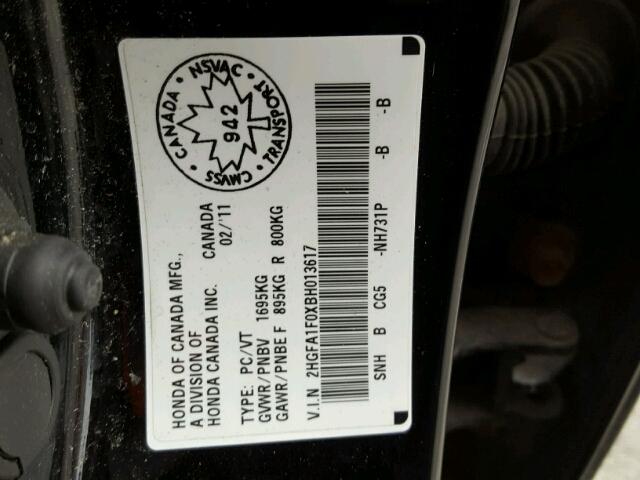 HONDA OF CANADA MFG.,
A DIVISION OF
HONDA CANADA INC. CANADA
02/'11
TYPE: PC/VT
GVWR/PNBV 1695KG
GAWR/PNBE F 895KG R 800KG
V.I.N 2HGFA1F0XBH013617
SNH B CG5 -NH731P -B -B
CANADA · NSVAC · TRANSPORT · CMVSS ·
942